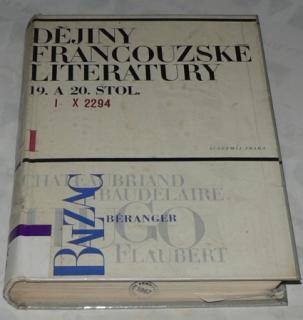 DĚJINY
FRANCOUZSKÉ
LITERATURY
19. A 20. STOL.
I X 2294
I
ACADEMIA PRAHA
CHATEAUBRIAND
BAUDELAIRE
BALZAC
BÉRANGER
HUGO
FLAUBERT